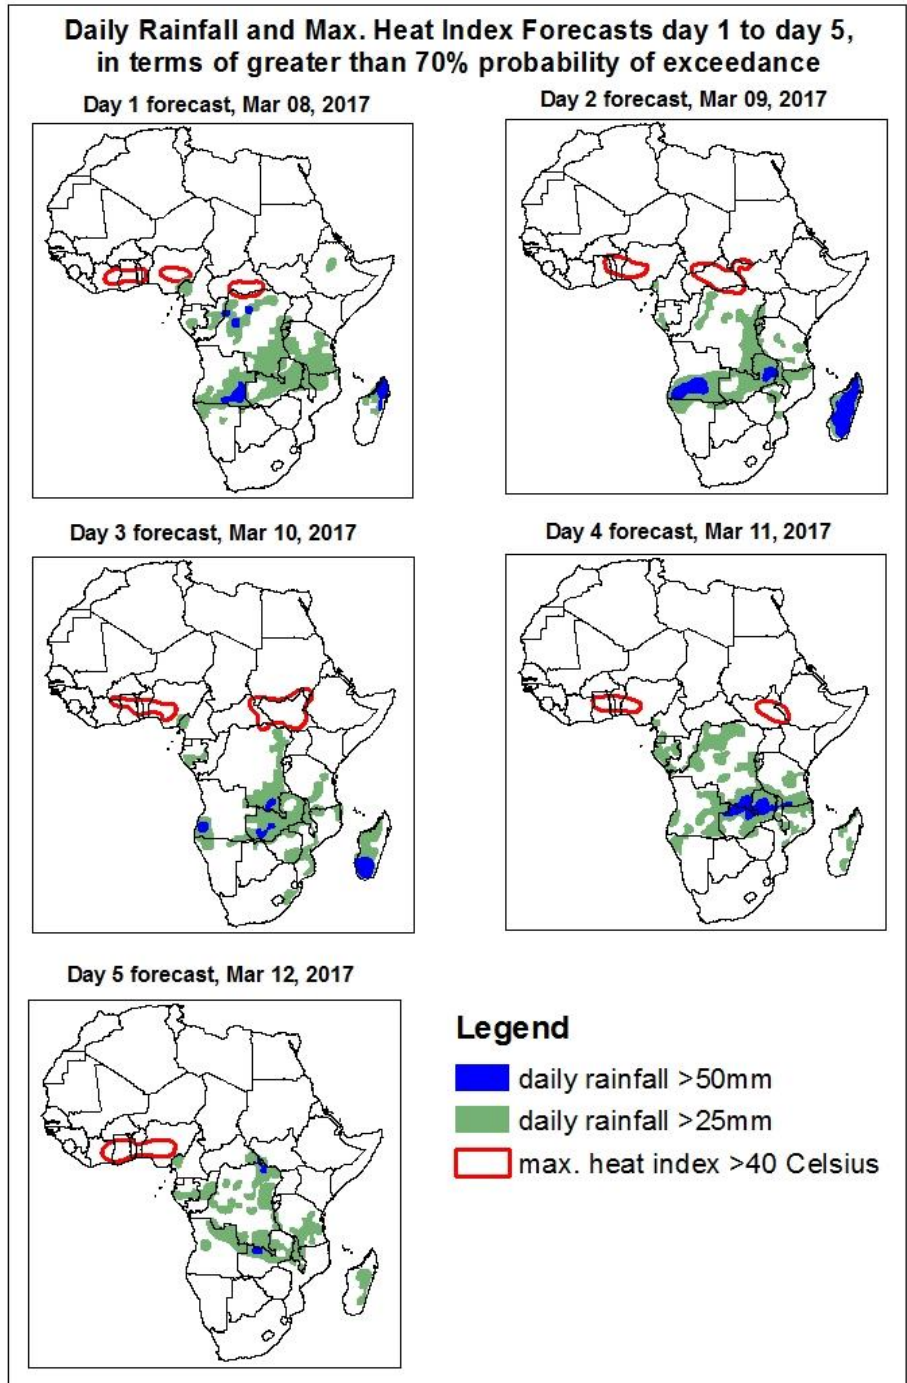 Daily Rainfall and Max. Heat Index Forecasts day 1 to day 5,
in terms of greater than 70% probability of exceedance
Day 1 forecast, Mar 08, 2017
Day 2 forecast, Mar 09, 2017
Day 3 forecast, Mar 10, 2017
Day 4 forecast, Mar 11, 2017
Day 5 forecast, Mar 12, 2017
Legend
daily rainfall >50mm
daily rainfall >25mm
max. heat index >40 Celsius